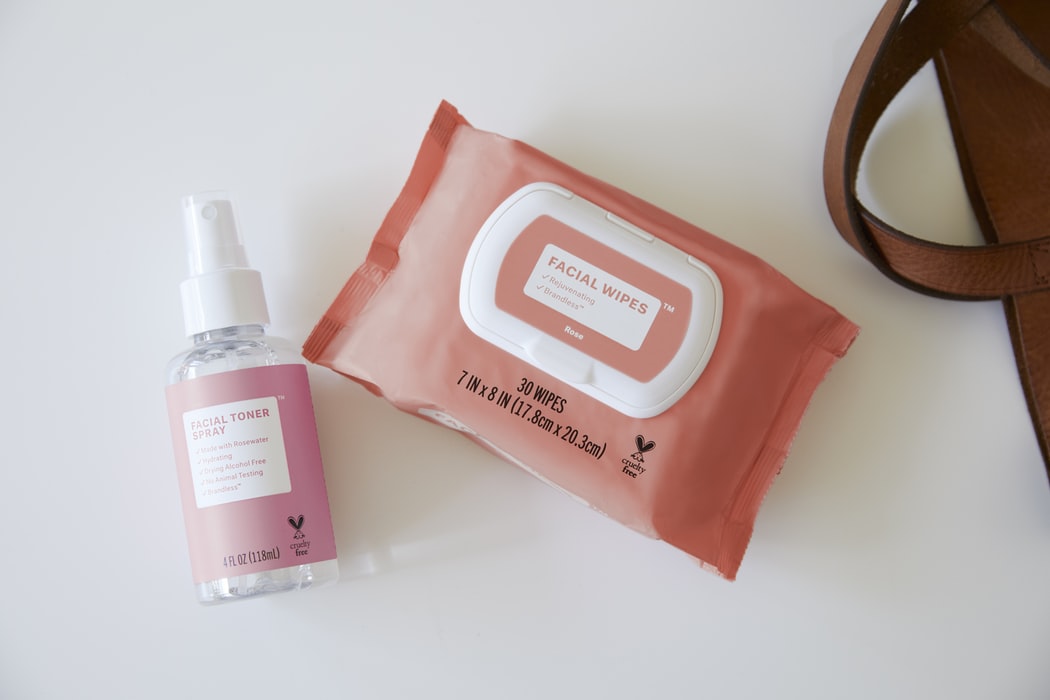 FACIAL TONER
SPRAY
™
✓ Made with Rosewater
✓ Hydrating
✓ Drying Alcohol Free
✓ No Animal Testing
✓ Brandless™
4 FL OZ (118mL)
cruelty
free
FACIAL WIPES
™
✓ Rejuvenating
✓ Brandless™
Rose
30 WIPES
7 IN x 8 IN (17.8cm x 20.3cm)
cruelty
free